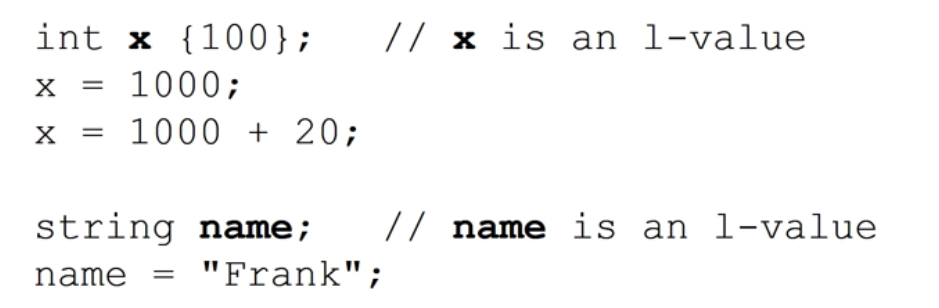 int x {100};   // x is an l-value
x = 1000;
x = 1000 + 20;
string name;   // name is an l-value
name = "Frank";